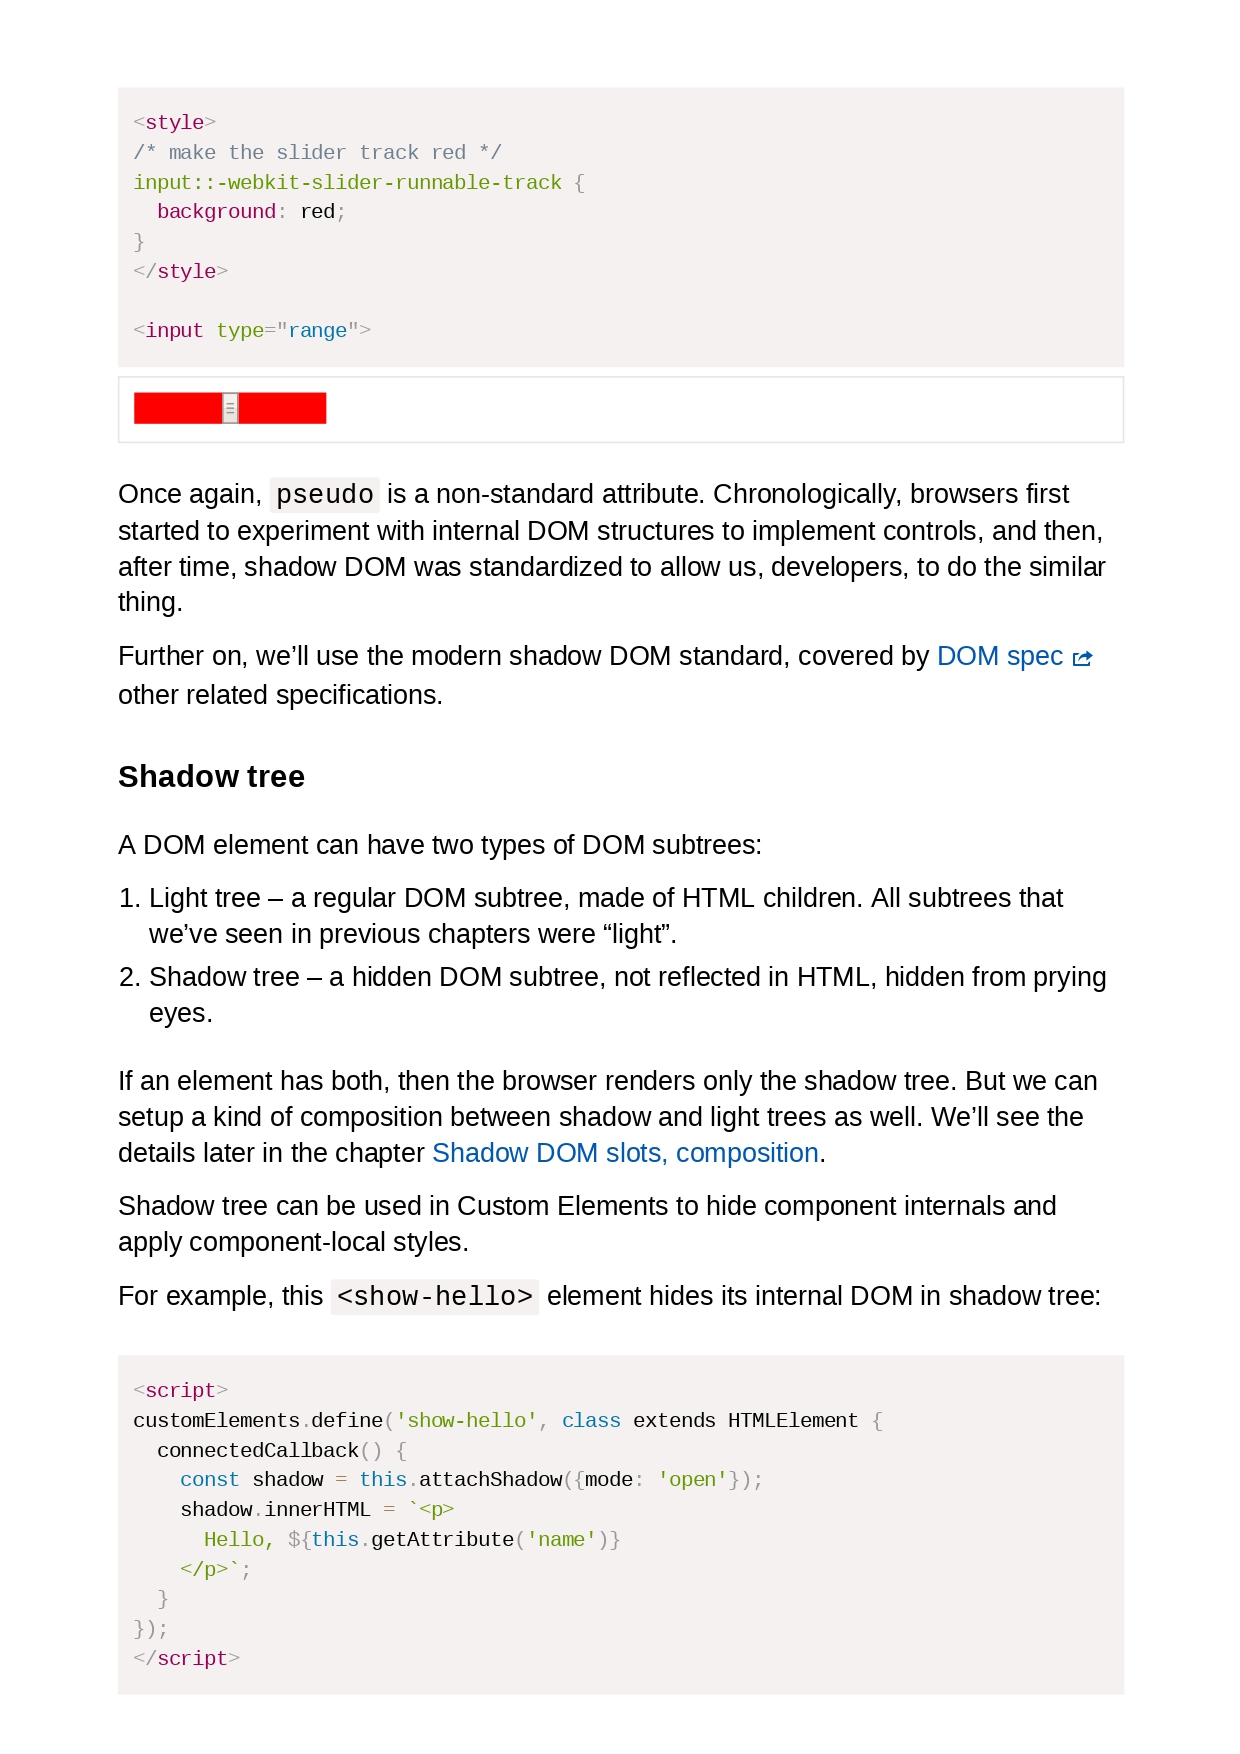 <style>
/* make the slider track red */
input::-webkit-slider-runnable-track {
  background: red;
}
</style>

<input type="range">

Once again, pseudo is a non-standard attribute. Chronologically, browsers first
started to experiment with internal DOM structures to implement controls, and then,
after time, shadow DOM was standardized to allow us, developers, to do the similar
thing.
Further on, we’ll use the modern shadow DOM standard, covered by DOM spec
other related specifications.
Shadow tree
A DOM element can have two types of DOM subtrees:
1. Light tree – a regular DOM subtree, made of HTML children. All subtrees that
we’ve seen in previous chapters were “light”.
2. Shadow tree – a hidden DOM subtree, not reflected in HTML, hidden from prying
eyes.
If an element has both, then the browser renders only the shadow tree. But we can
setup a kind of composition between shadow and light trees as well. We’ll see the
details later in the chapter Shadow DOM slots, composition.
Shadow tree can be used in Custom Elements to hide component internals and
apply component-local styles.
For example, this <show-hello> element hides its internal DOM in shadow tree:
<script>
customElements.define('show-hello', class extends HTMLElement {
  connectedCallback() {
    const shadow = this.attachShadow({mode: 'open'});
    shadow.innerHTML = `<p>
      Hello, ${this.getAttribute('name')}
    </p>`;
  }
});
</script>